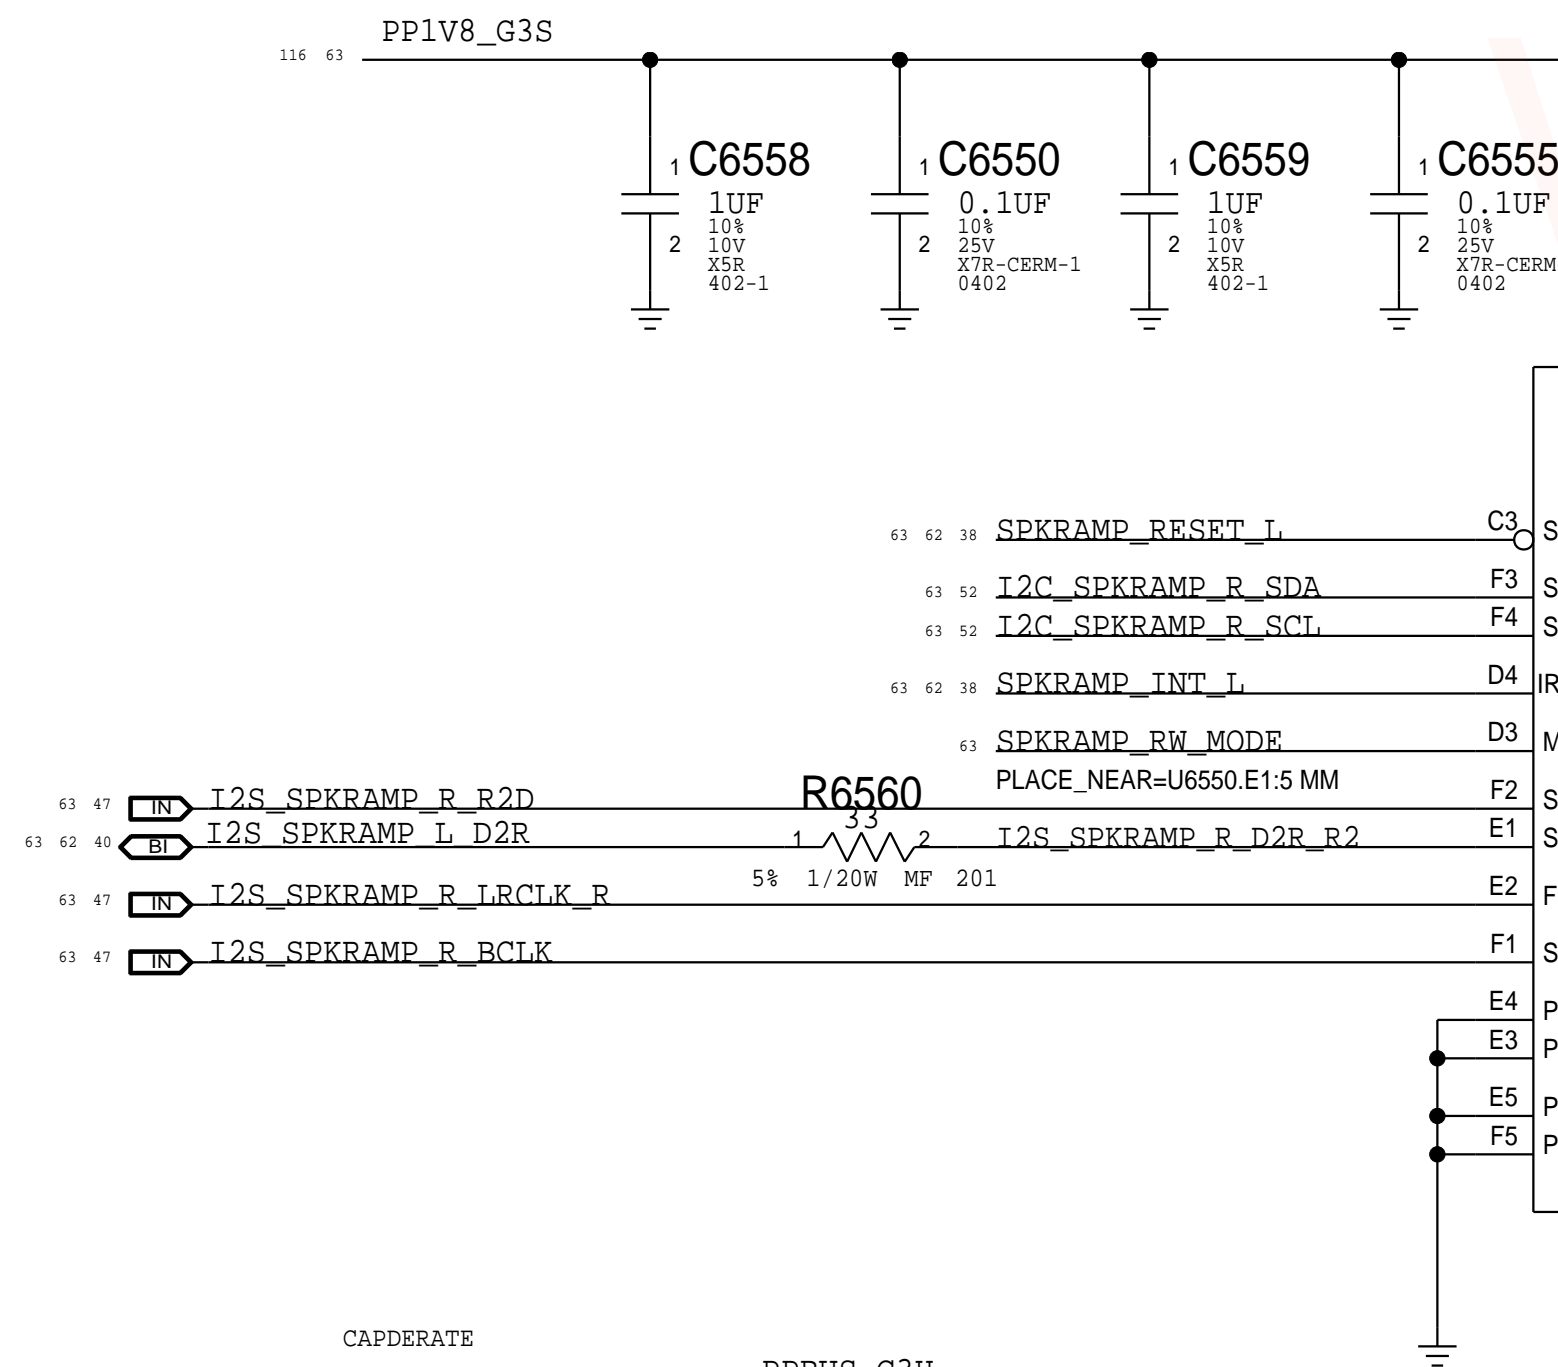 PP1V8_G3S
116 63
1 C6558
1UF
10%
10V
X5R
402-1
2
1 C6550
0.1UF
10%
25V
X7R-CERM-1
0402
2
1 C6559
1UF
10%
10V
X5R
402-1
2
1 C6555
0.1UF
10%
25V
X7R-CERM
0402
2
63 62 38 SPKRAMP_RESET_L C3 S
63 52 I2C_SPKRAMP_R_SDA F3 S
63 52 I2C_SPKRAMP_R_SCL F4 S
63 62 38 SPKRAMP_INT_L D4 IR
63 SPKRAMP_RW_MODE D3 M
PLACE_NEAR=U6550.E1:5 MM
63 47 IN I2S_SPKRAMP_R_R2D F2 S
R6560
33
63 62 40 BI I2S_SPKRAMP_L_D2R 1 2 I2S_SPKRAMP_R_D2R_R2 E1 S
5% 1/20W MF 201
63 47 IN I2S_SPKRAMP_R_LRCLK_R E2 F
63 47 IN I2S_SPKRAMP_R_BCLK F1 S
E4 P
E3 P
E5 P
F5 P
CAPDERATE